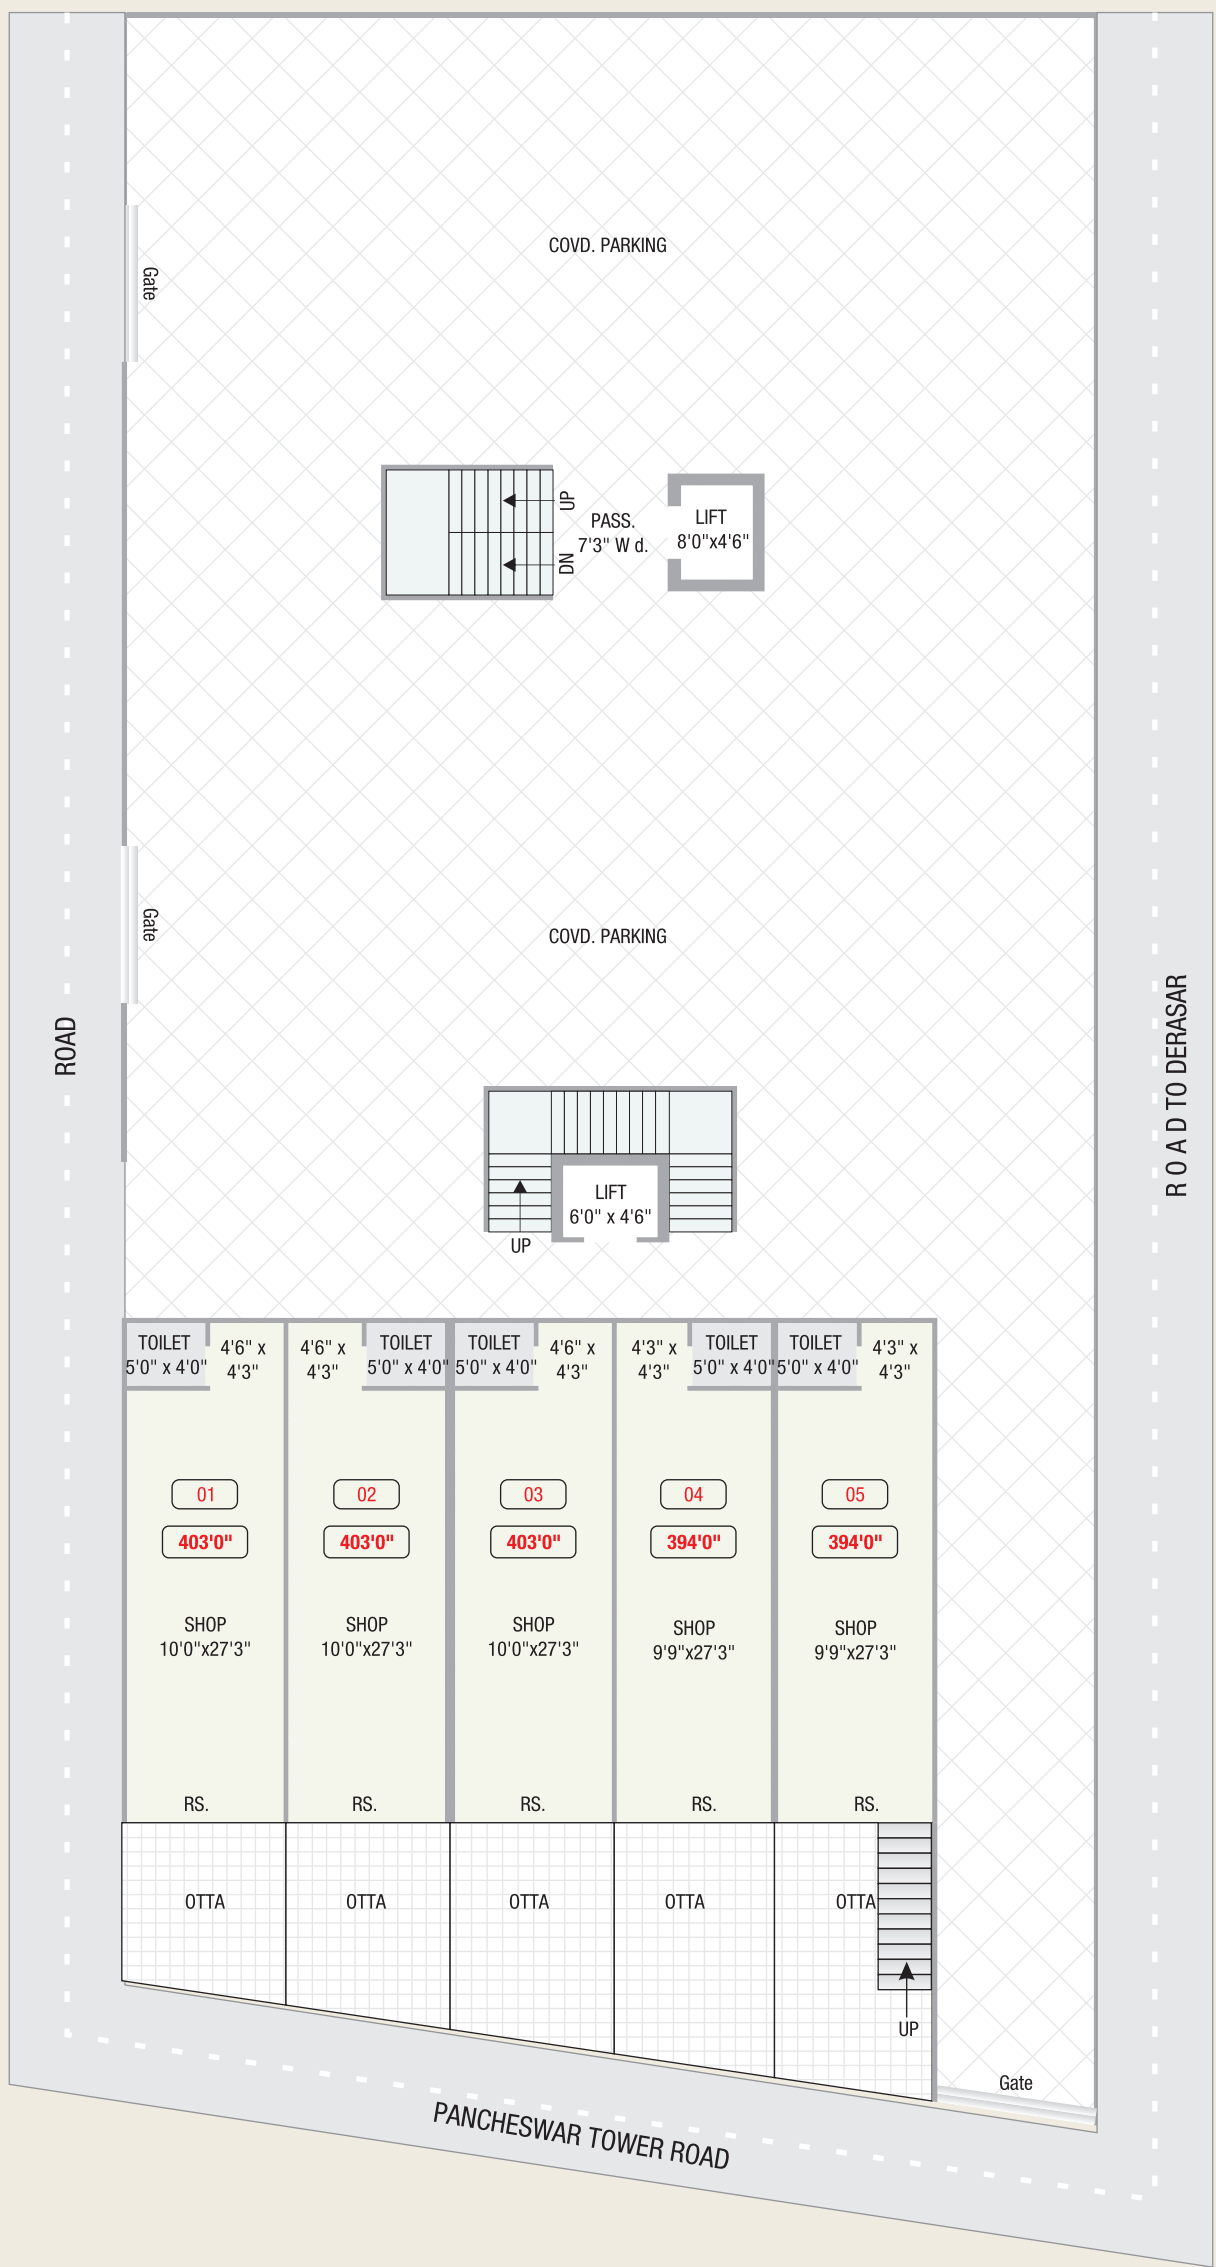 COVD. PARKING
Gate
UP
DN
PASS.
7'3" W d.
LIFT
8'0"x4'6"
Gate
COVD. PARKING
ROAD
R O A D TO DERASAR
LIFT
6'0" x 4'6"
UP
TOILET
5'0" x 4'0"
4'6" x
4'3"
4'6" x
4'3"
TOILET
5'0" x 4'0"
TOILET
5'0" x 4'0"
4'6" x
4'3"
4'3" x
4'3"
TOILET
5'0" x 4'0"
TOILET
5'0" x 4'0"
4'3" x
4'3"
01
02
03
04
05
403'0"
403'0"
403'0"
394'0"
394'0"
SHOP
10'0"x27'3"
SHOP
10'0"x27'3"
SHOP
10'0"x27'3"
SHOP
9'9"x27'3"
SHOP
9'9"x27'3"
RS.
RS.
RS.
RS.
RS.
OTTA
OTTA
OTTA
OTTA
OTTA
UP
Gate
PANCHESWAR TOWER ROAD